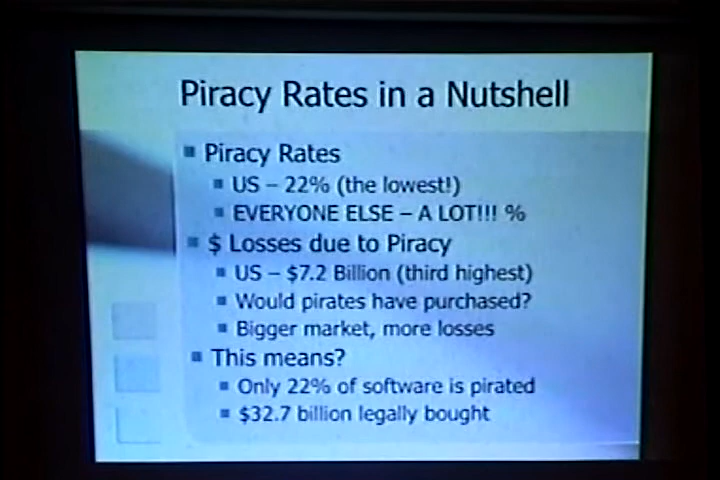 Piracy Rates in a Nutshell
Piracy Rates
US – 22% (the lowest!)
EVERYONE ELSE – A LOT!!! %
$ Losses due to Piracy
US – $7.2 Billion (third highest)
Would pirates have purchased?
Bigger market, more losses
This means?
Only 22% of software is pirated
$32.7 billion legally bought